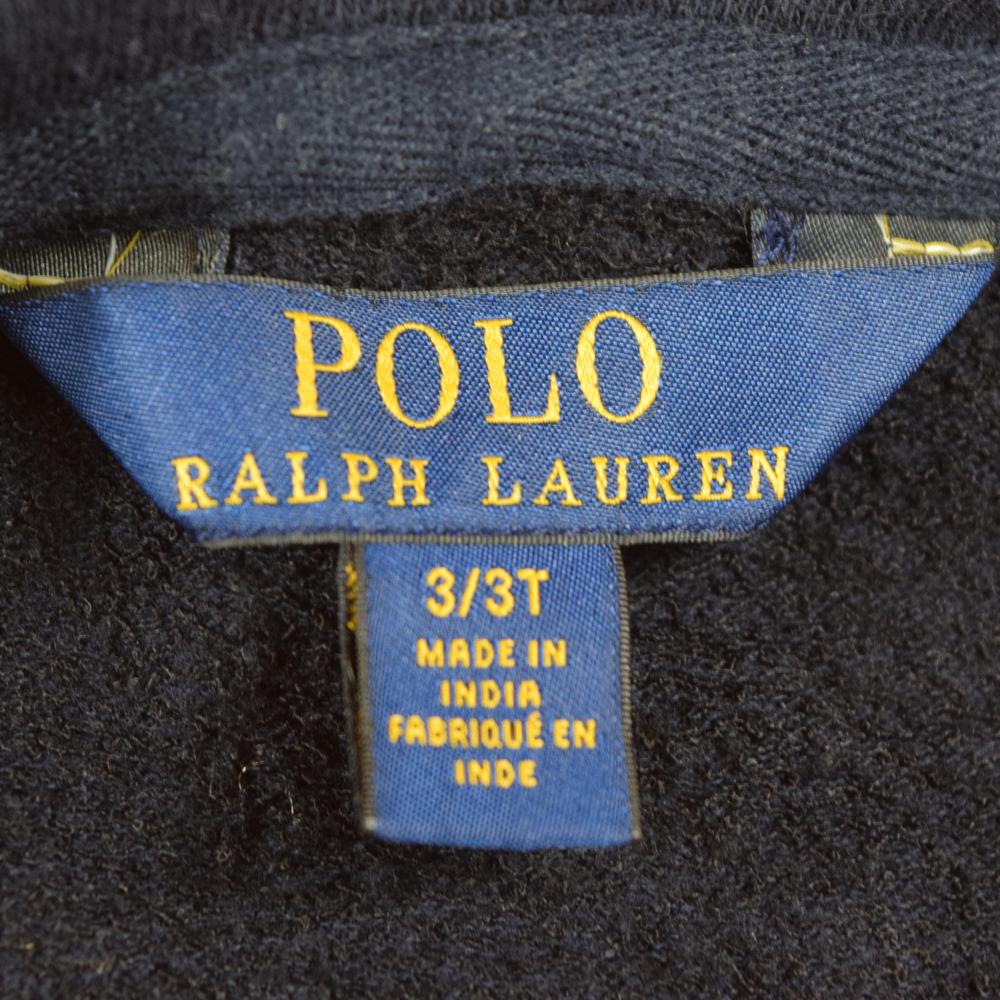 POLO
RALPH LAUREN
3/3T
MADE IN
INDIA
FABRIQUÉ EN
INDE